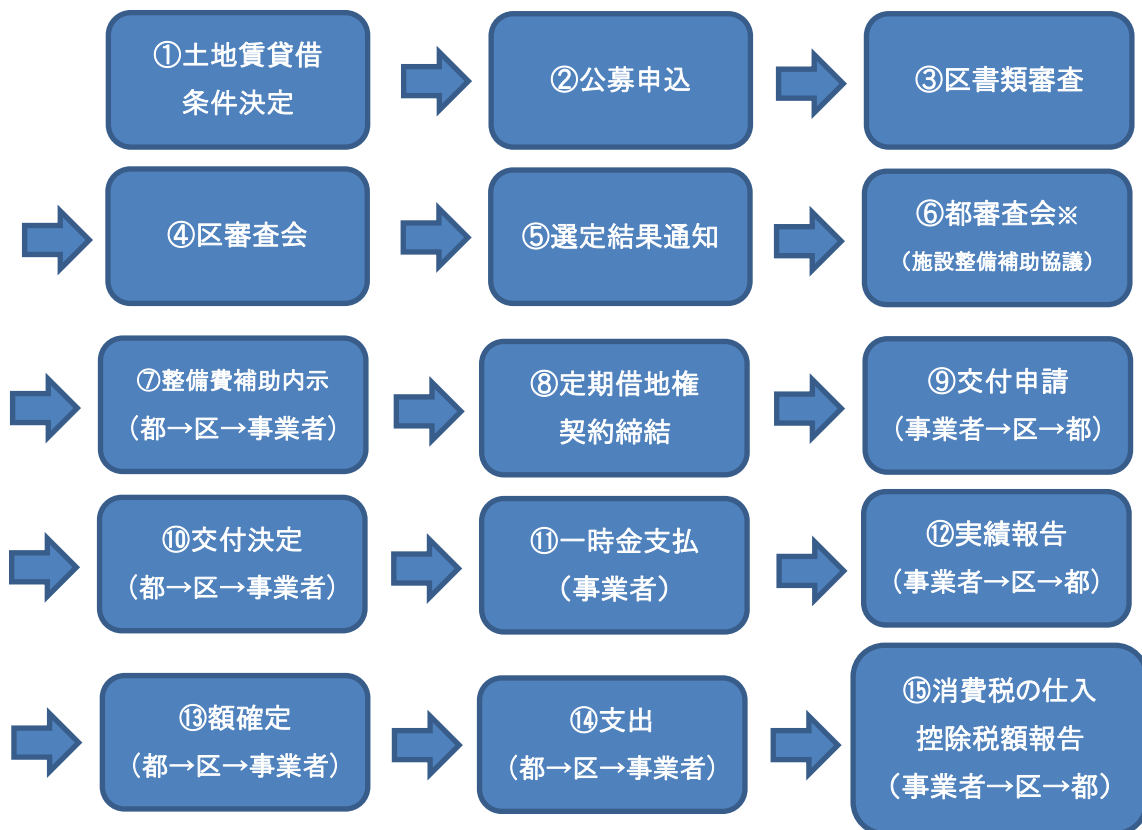 ①土地賃貸借
条件決定
②公募申込
③区書類審査
④区審査会
⑤選定結果通知
⑥都審査会※
（施設整備補助協議）
⑦整備費補助内示
（都→区→事業者）
⑧定期借地権
契約締結
⑨交付申請
（事業者→区→都）
⑩交付決定
（都→区→事業者）
⑪一時金支払
（事業者）
⑫実績報告
（事業者→区→都）
⑬額確定
（都→区→事業者）
⑭支出
（都→区→事業者）
⑮消費税の仕入
控除税額報告
（事業者→区→都）